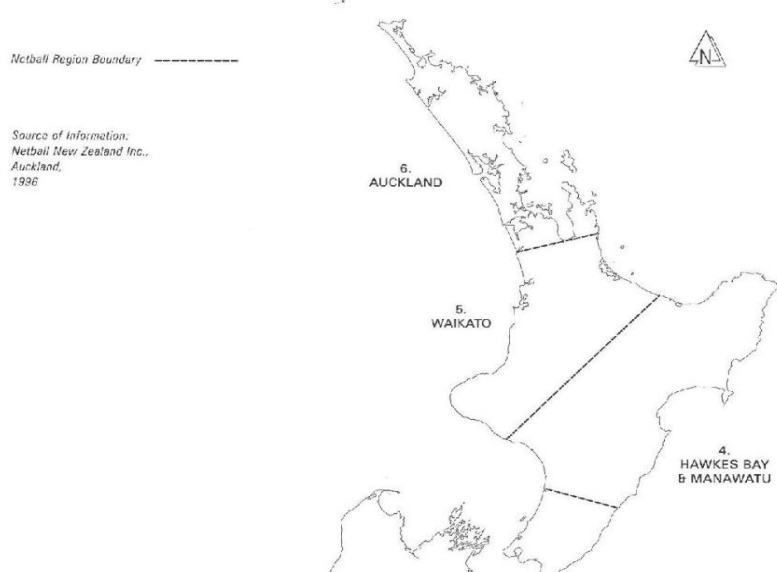 Netball Region Boundary
Source of Information:
Netball New Zealand Inc.,
Auckland,
1996
N
6.
AUCKLAND
5.
WAIKATO
4.
HAWKES BAY
& MANAWATU